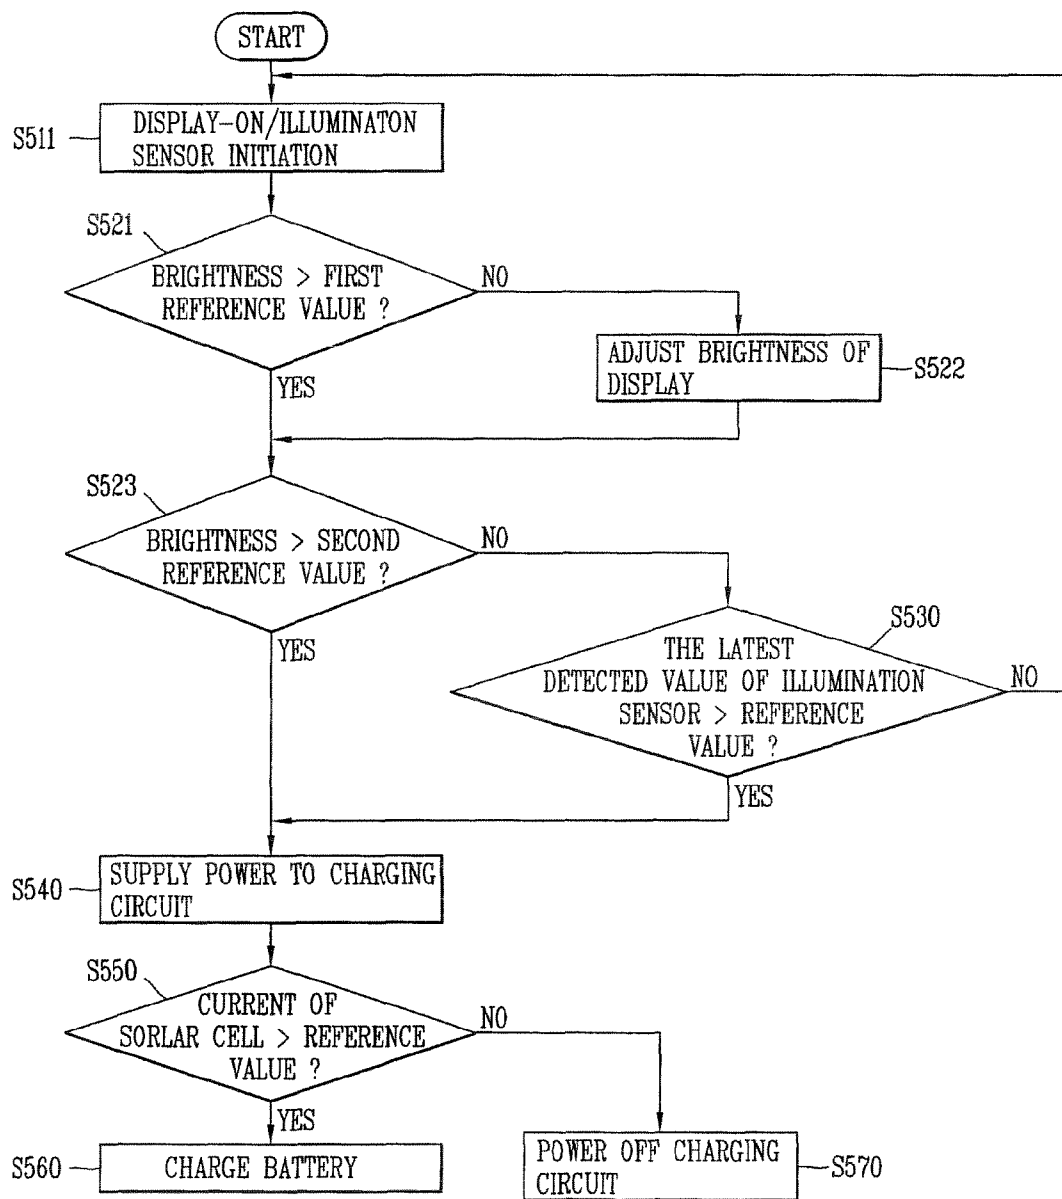 START
S511
DISPLAY-ON/ILLUMINATON
SENSOR INITIATION
S521
BRIGHTNESS > FIRST
REFERENCE VALUE ?
NO
YES
ADJUST BRIGHTNESS OF
DISPLAY
S522
S523
BRIGHTNESS > SECOND
REFERENCE VALUE ?
NO
YES
S530
THE LATEST
DETECTED VALUE OF ILLUMINATION
SENSOR > REFERENCE
VALUE ?
NO
YES
S540
SUPPLY POWER TO CHARGING
CIRCUIT
S550
CURRENT OF
SORLAR CELL > REFERENCE
VALUE ?
NO
YES
S560
CHARGE BATTERY
POWER OFF CHARGING
CIRCUIT
S570